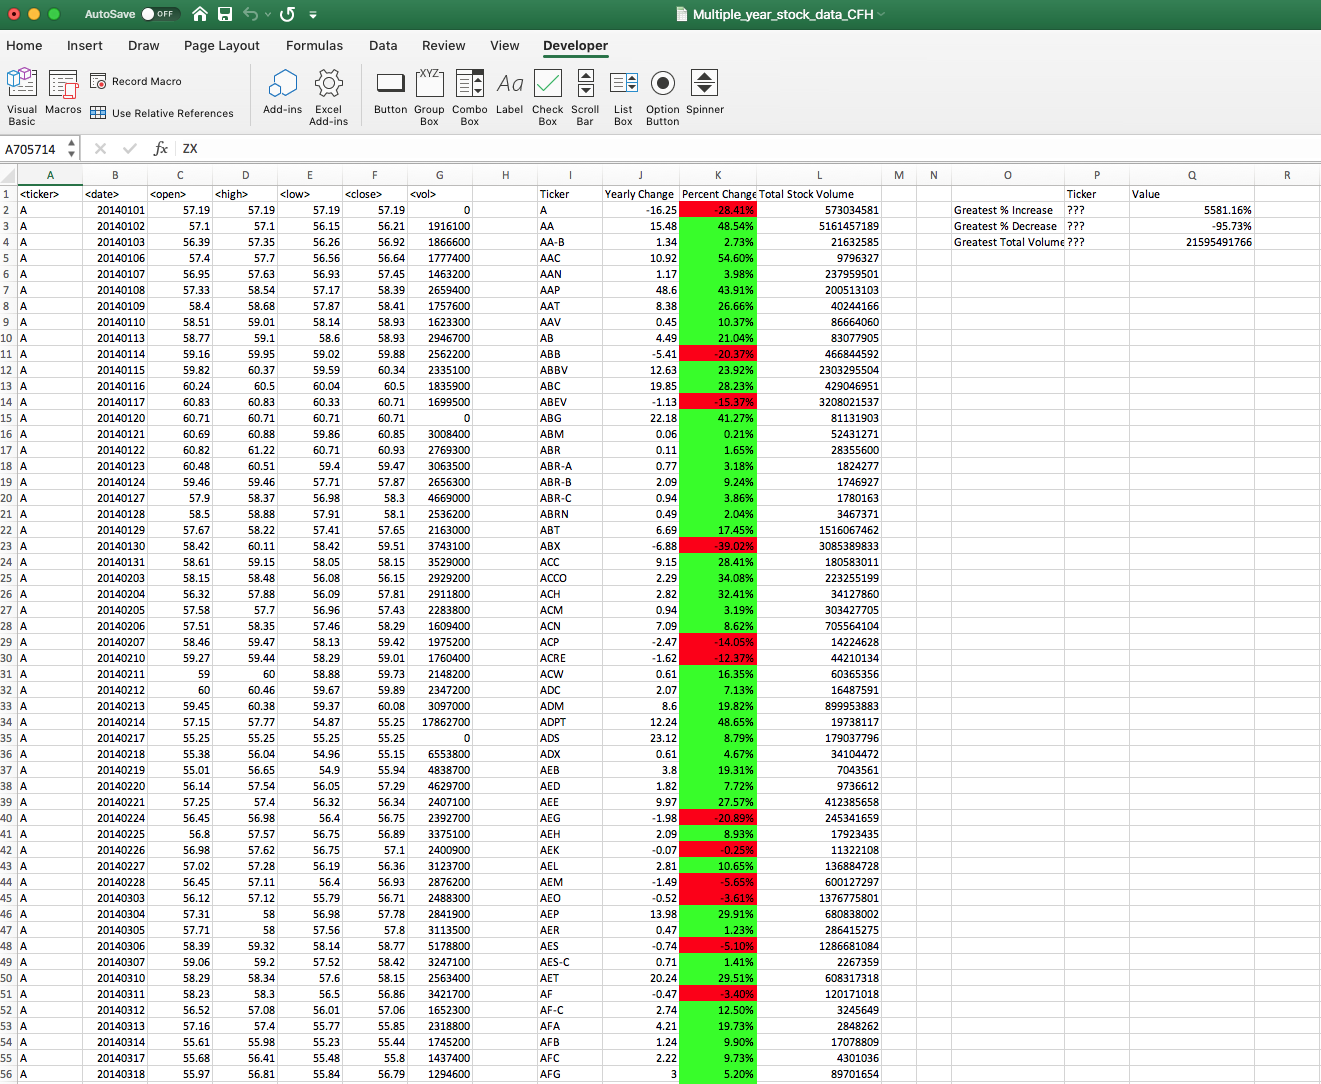 AutoSave OFF Multiple_year_stock_data_CFH
Home Insert Draw Page Layout Formulas Data Review View Developer
Visual Basic Macros Record Macro Use Relative References Add-ins Excel Add-ins Button Group Box Combo Box Label Check Box Scroll Bar List Box Option Button Spinner
XYZ Aa
A705714 fx ZX
A B C D E F G H I J K L M N O P Q R
1 <ticker> <date> <open> <high> <low> <close> <vol> Ticker Yearly Change Percent Change Total Stock Volume Ticker Value
2 A 20140101 57.19 57.19 57.19 57.19 0 A -16.25 -28.41% 573034581 Greatest % Increase ??? 5581.16%
3 A 20140102 57.1 57.1 56.15 56.21 1916100 AA 15.48 48.54% 5161457189 Greatest % Decrease ??? -95.73%
4 A 20140103 56.39 57.35 56.26 56.92 1866600 AA-B 1.34 2.73% 21632585 Greatest Total Volume ??? 21595491766
5 A 20140106 57.4 57.7 56.56 56.64 1777400 AAC 10.92 54.60% 9796327
6 A 20140107 56.95 57.63 56.93 57.45 1463200 AAN 1.17 3.98% 237959501
7 A 20140108 57.33 58.54 57.17 58.39 2659400 AAP 48.6 43.91% 200513103
8 A 20140109 58.4 58.68 57.87 58.41 1757600 AAT 8.38 26.66% 40244166
9 A 20140110 58.51 59.01 58.14 58.93 1623300 AAV 0.45 10.37% 86664060
10 A 20140113 58.77 59.1 58.6 58.93 2946700 AB 4.49 21.04% 83077905
11 A 20140114 59.16 59.95 59.02 59.88 2562200 ABB -5.41 -20.37% 466844592
12 A 20140115 59.82 60.37 59.59 60.34 2335100 ABBV 12.63 23.92% 2303295504
13 A 20140116 60.24 60.5 60.04 60.5 1835900 ABC 19.85 28.23% 429046951
14 A 20140117 60.83 60.83 60.33 60.71 1699500 ABEV -1.13 -15.37% 3208021537
15 A 20140120 60.71 60.71 60.71 60.71 0 ABG 22.18 41.27% 81131903
16 A 20140121 60.69 60.88 59.86 60.85 3008400 ABM 0.06 0.21% 52431271
17 A 20140122 60.82 61.22 60.71 60.93 2769300 ABR 0.11 1.65% 28355600
18 A 20140123 60.48 60.51 59.4 59.47 3063500 ABR-A 0.77 3.18% 1824277
19 A 20140124 59.46 59.46 57.71 57.87 2656300 ABR-B 2.09 9.24% 1746927
20 A 20140127 57.9 58.37 56.98 58.3 4669000 ABR-C 0.94 3.86% 1780163
21 A 20140128 58.5 58.88 57.91 58.1 2536200 ABRN 0.49 2.04% 3467371
22 A 20140129 57.67 58.22 57.41 57.65 2163000 ABT 6.69 17.45% 1516067462
23 A 20140130 58.42 60.11 58.42 59.51 3743100 ABX -6.88 -39.02% 3085389833
24 A 20140131 58.61 59.15 58.05 58.15 3529000 ACC 9.15 28.41% 180583011
25 A 20140203 58.15 58.48 56.08 56.15 2929200 ACCO 2.29 34.08% 223255199
26 A 20140204 56.32 57.88 56.09 57.81 2911800 ACH 2.82 32.41% 34127860
27 A 20140205 57.58 57.7 56.96 57.43 2283800 ACM 0.94 3.19% 303427705
28 A 20140206 57.51 58.35 57.46 58.29 1609400 ACN 7.09 8.62% 705564104
29 A 20140207 58.46 59.47 58.13 59.42 1975200 ACP -2.47 -14.05% 14224628
30 A 20140210 59.27 59.44 58.29 59.01 1760400 ACRE -1.62 -12.37% 44210134
31 A 20140211 59 60 58.88 59.73 2148200 ACW 0.61 16.35% 60365356
32 A 20140212 60 60.46 59.67 59.89 2347200 ADC 2.07 7.13% 16487591
33 A 20140213 59.45 60.38 59.37 60.08 3097000 ADM 8.6 19.82% 899953883
34 A 20140214 57.15 57.77 54.87 55.25 17862700 ADPT 12.24 48.65% 19738117
35 A 20140217 55.25 55.25 55.25 55.25 0 ADS 23.12 8.79% 179037796
36 A 20140218 55.38 56.04 54.96 55.15 6553800 ADX 0.61 4.67% 34104472
37 A 20140219 55.01 56.65 54.9 55.94 4838700 AEB 3.8 19.31% 7043561
38 A 20140220 56.14 57.54 56.05 57.29 4629700 AED 1.82 7.72% 9736612
39 A 20140221 57.25 57.4 56.32 56.34 2407100 AEE 9.97 27.57% 412385658
40 A 20140224 56.45 56.98 56.4 56.75 2392700 AEG -1.98 -20.89% 245341659
41 A 20140225 56.8 57.57 56.75 56.89 3375100 AEH 2.09 8.93% 17923435
42 A 20140226 56.98 57.62 56.75 57.1 2400900 AEK -0.07 -0.25% 11322108
43 A 20140227 57.02 57.28 56.19 56.36 3123700 AEL 2.81 10.65% 136884728
44 A 20140228 56.45 57.11 56.4 56.93 2876200 AEM -1.49 -5.65% 600127297
45 A 20140303 56.12 57.12 55.79 56.71 2488300 AEO -0.52 -3.61% 1376775801
46 A 20140304 57.31 58 56.98 57.78 2841900 AEP 13.98 29.91% 680838002
47 A 20140305 57.71 58 57.56 57.8 3113500 AER 0.47 1.23% 286415275
48 A 20140306 58.39 59.32 58.14 58.77 5178800 AES -0.74 -5.10% 1286681084
49 A 20140307 59.06 59.2 57.52 58.42 3247100 AES-C 0.71 1.41% 2267359
50 A 20140310 58.29 58.34 57.6 58.15 2563400 AET 20.24 29.51% 608317318
51 A 20140311 58.23 58.3 56.5 56.86 3421700 AF -0.47 -3.40% 120171018
52 A 20140312 56.52 57.08 56.01 57.06 1652300 AF-C 2.74 12.50% 3245649
53 A 20140313 57.16 57.4 55.77 55.85 2318800 AFA 4.21 19.73% 2848262
54 A 20140314 55.61 55.98 55.23 55.44 1745200 AFB 1.24 9.90% 17078809
55 A 20140317 55.68 56.41 55.48 55.8 1437400 AFC 2.22 9.73% 4301036
56 A 20140318 55.97 56.81 55.84 56.79 1294600 AFG 3 5.20% 89701654